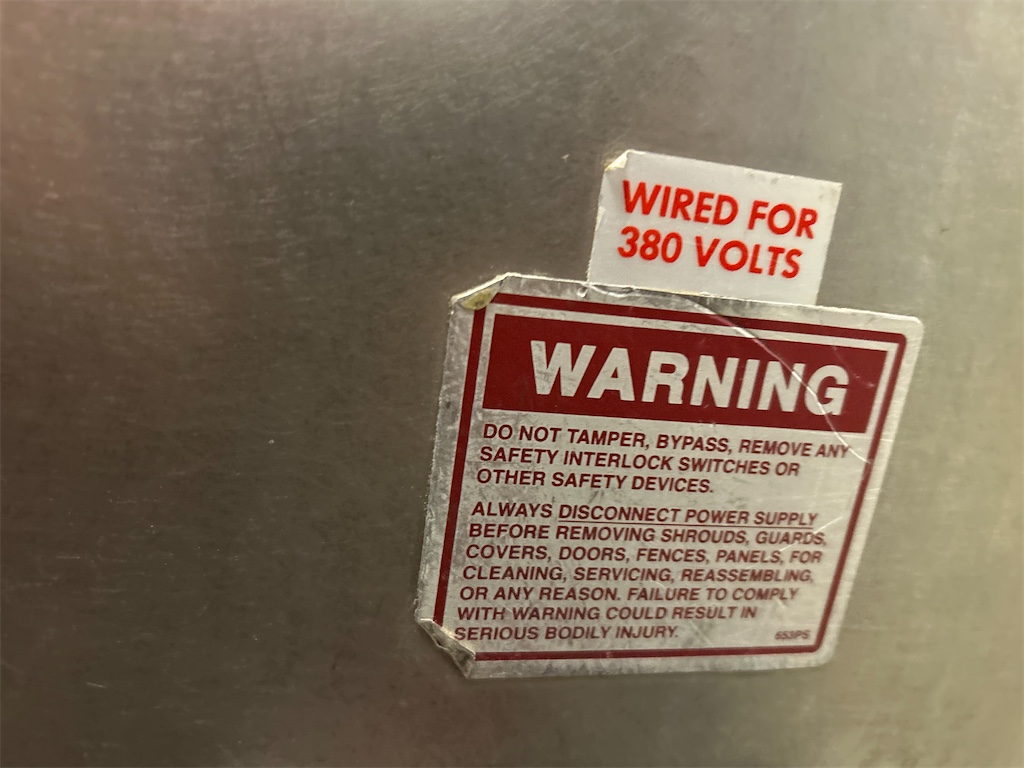 WIRED FOR
380 VOLTS
WARNING
DO NOT TAMPER, BYPASS, REMOVE ANY
SAFETY INTERLOCK SWITCHES OR
OTHER SAFETY DEVICES.
ALWAYS DISCONNECT POWER SUPPLY
BEFORE REMOVING SHROUDS, GUARDS,
COVERS, DOORS, FENCES, PANELS, FOR
CLEANING, SERVICING, REASSEMBLING,
OR ANY REASON. FAILURE TO COMPLY
WITH WARNING COULD RESULT IN
SERIOUS BODILY INJURY.
653PS